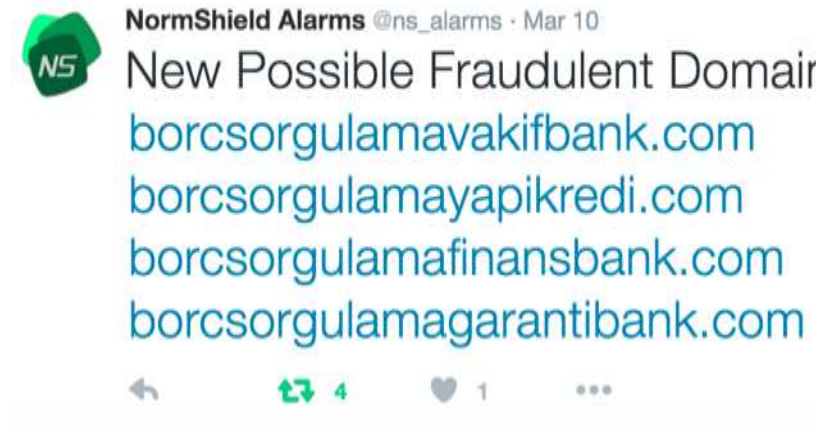 NS
NormShield Alarms @ns_alarms · Mar 10
New Possible Fraudulent Domain
borcsorgulamavakifbank.com
borcsorgulamayapikredi.com
borcsorgulamafinansbank.com
borcsorgulamagarantibank.com
4 1